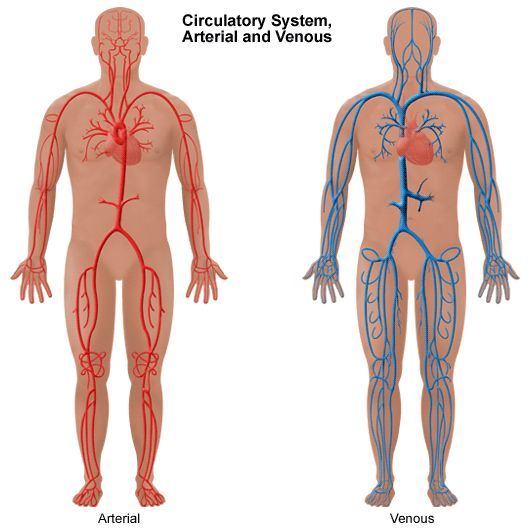 Circulatory System,
Arterial and Venous
Arterial
Venous